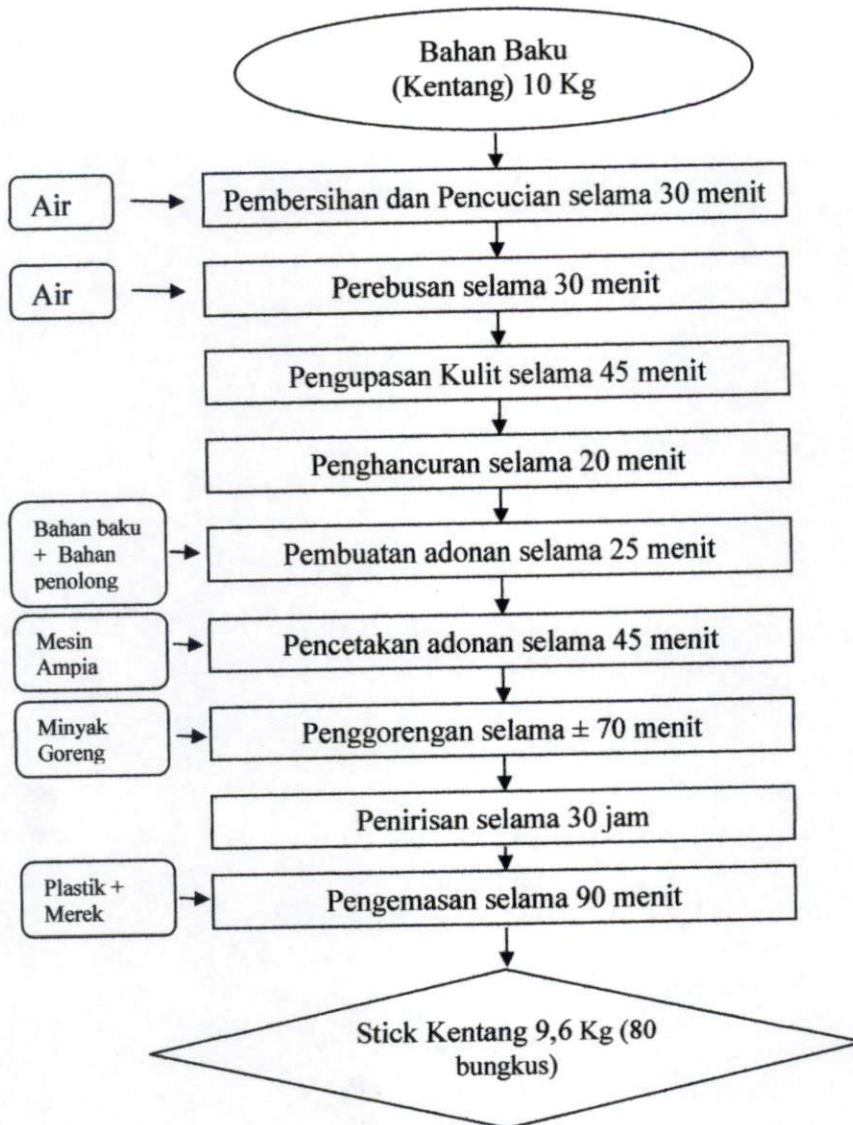 Bahan Baku
(Kentang) 10 Kg
Air
Pembersihan dan Pencucian selama 30 menit
Air
Perebusan selama 30 menit
Pengupasan Kulit selama 45 menit
Penghancuran selama 20 menit
Bahan baku
+ Bahan
penolong
Pembuatan adonan selama 25 menit
Mesin
Ampia
Pencetakan adonan selama 45 menit
Minyak
Goreng
Penggorengan selama ± 70 menit
Penirisan selama 30 jam
Plastik +
Merek
Pengemasan selama 90 menit
Stick Kentang 9,6 Kg (80
bungkus)